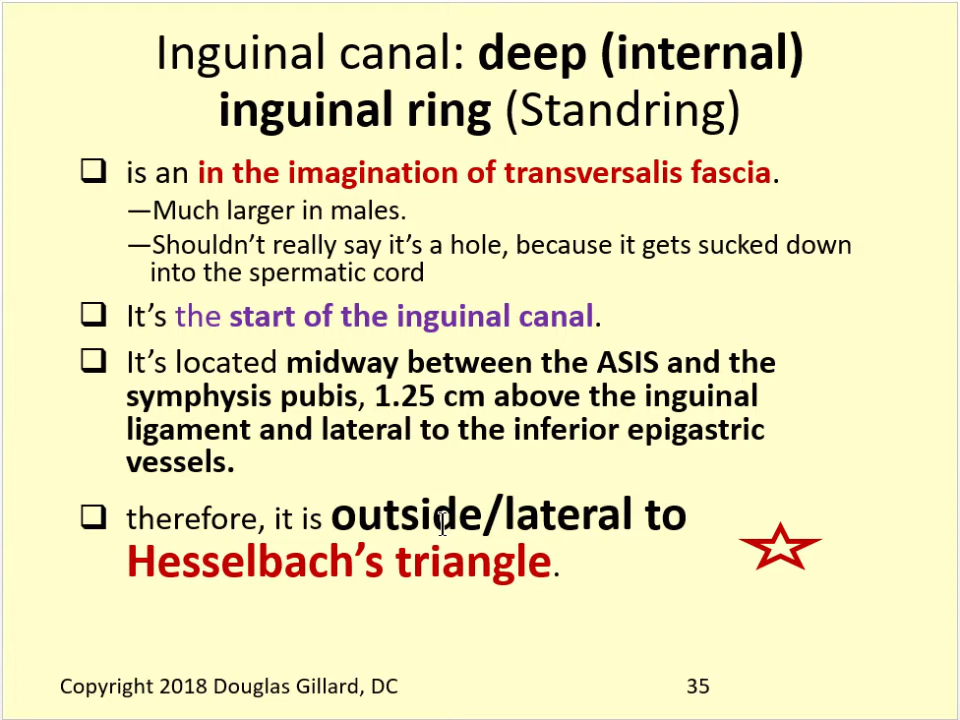 Inguinal canal: deep (internal)
inguinal ring (Standring)
is an in the imagination of transversalis fascia.
—Much larger in males.
—Shouldn't really say it's a hole, because it gets sucked down
into the spermatic cord
It's the start of the inguinal canal.
It's located midway between the ASIS and the
symphysis pubis, 1.25 cm above the inguinal
ligament and lateral to the inferior epigastric
vessels.
therefore, it is outside/lateral to
Hesselbach's triangle.
Copyright 2018 Douglas Gillard, DC
35